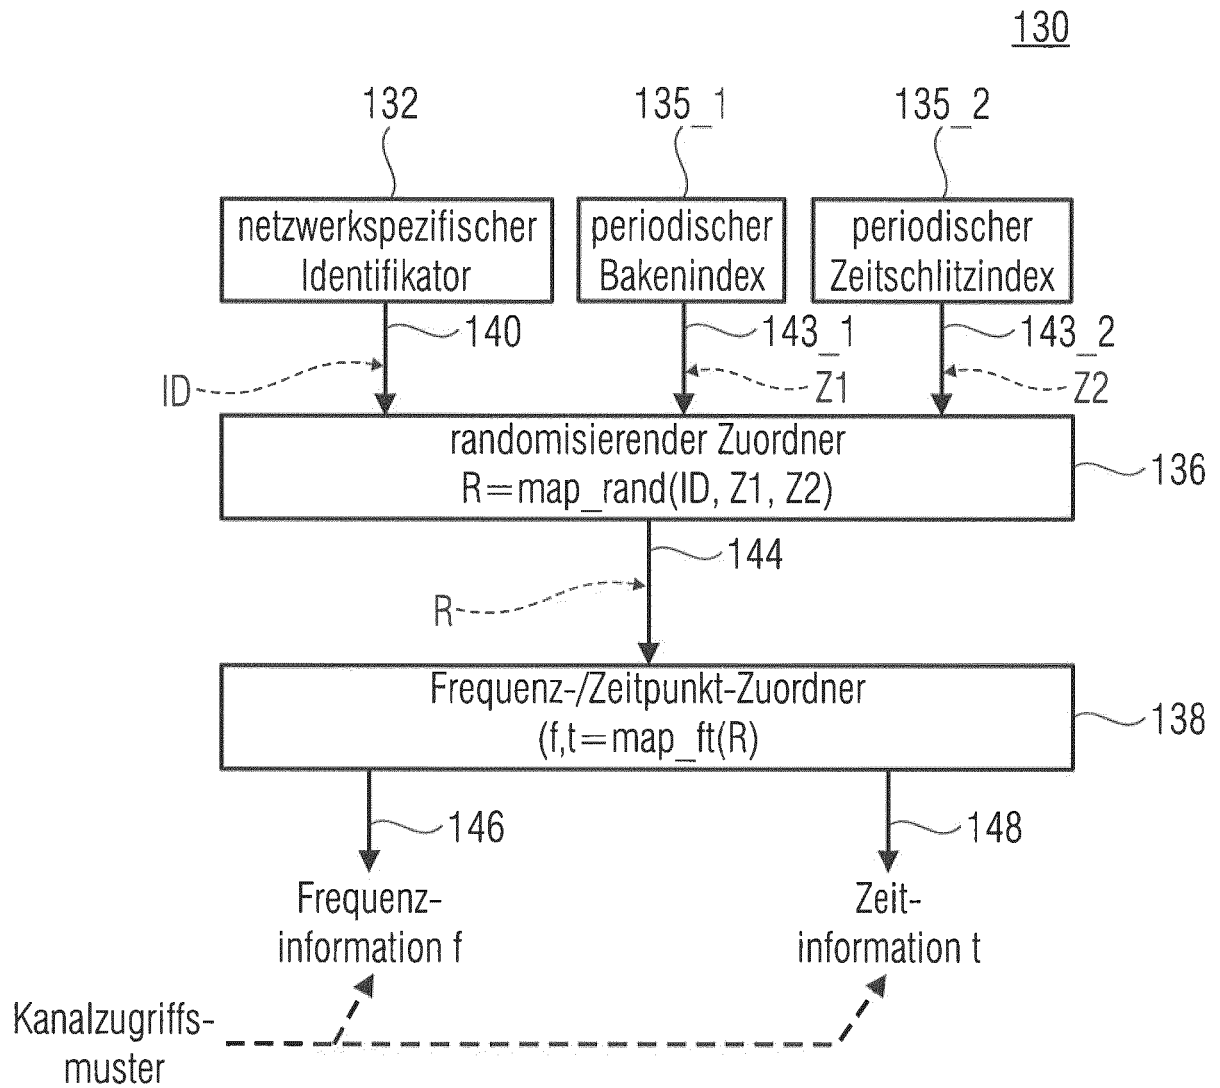 130
132
135_1
135_2
netzwerkspezifischer
Identifikator
periodischer
Bakenindex
periodischer
Zeitschlitzindex
140
143_1
143_2
ID
Z1
Z2
randomisierender Zuordner
R=map_rand(ID, Z1, Z2)
136
144
R
Frequenz-/Zeitpunkt-Zuordner
(f,t=map_ft(R)
138
146
148
Frequenz-
information f
Zeit-
information t
Kanalzugriffs-
muster